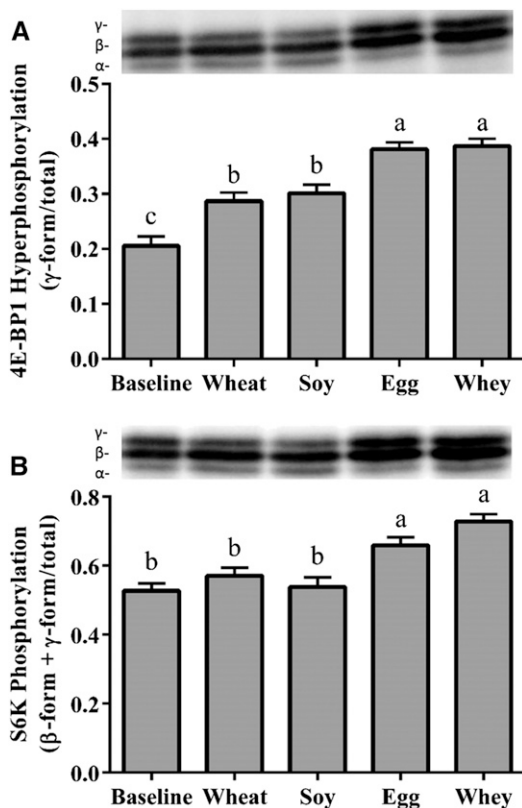 A
γ-
β-
α-
4E-BP1 Hyperphosphorylation
(γ-form/total)
0.5
0.4
0.3
0.2
0.1
0.0
c
b
b
a
a
Baseline Wheat Soy Egg Whey
B
γ-
β-
α-
S6K Phosphorylation
(β-form + γ-form/total)
0.8
0.6
0.4
0.2
0.0
b
b
b
a
a
Baseline Wheat Soy Egg Whey